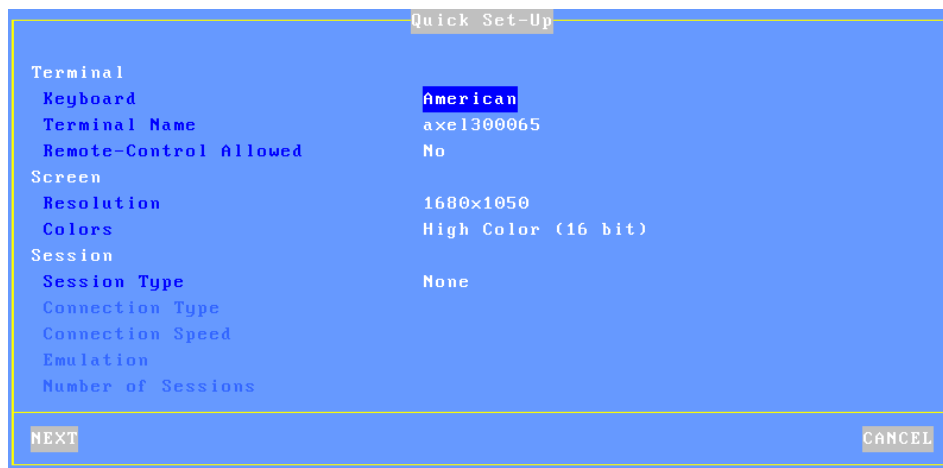 Quick Set-Up
Terminal
Keyboard American
Terminal Name axel300065
Remote-Control Allowed No
Screen
Resolution 1680x1050
Colors High Color (16 bit)
Session
Session Type None
Connection Type
Connection Speed
Emulation
Number of Sessions
NEXT CANCEL